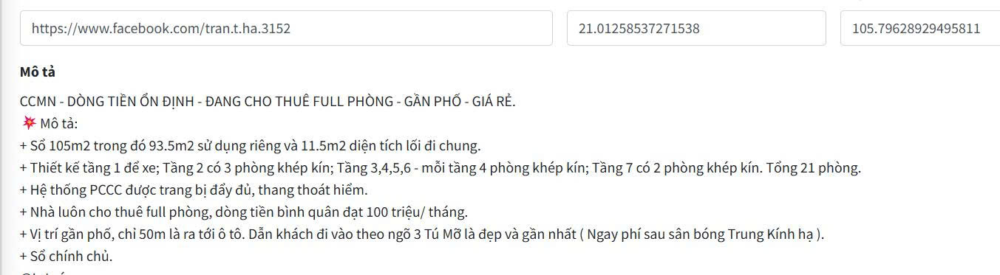 https://www.facebook.com/tran.t.ha.3152 21.01258537271538 105.79628929495811
Mô tả
CCMN - DÒNG TIỀN ỔN ĐỊNH - ĐANG CHO THUÊ FULL PHÒNG - GẦN PHỐ - GIÁ RẺ.
💥 Mô tả:
+ Sổ 105m2 trong đó 93.5m2 sử dụng riêng và 11.5m2 diện tích lối đi chung.
+ Thiết kế tầng 1 để xe; Tầng 2 có 3 phòng khép kín; Tầng 3,4,5,6 - mỗi tầng 4 phòng khép kín; Tầng 7 có 2 phòng khép kín. Tổng 21 phòng.
+ Hệ thống PCCC được trang bị đẩy đủ, thang thoát hiểm.
+ Nhà luôn cho thuê full phòng, dòng tiền bình quân đạt 100 triệu/ tháng.
+ Vị trí gần phố, chỉ 50m là ra tới ô tô. Dẫn khách đi vào theo ngõ 3 Tú Mỡ là đẹp và gần nhất ( Ngay phí sau sân bóng Trung Kính hạ ).
+ Sổ chính chủ.